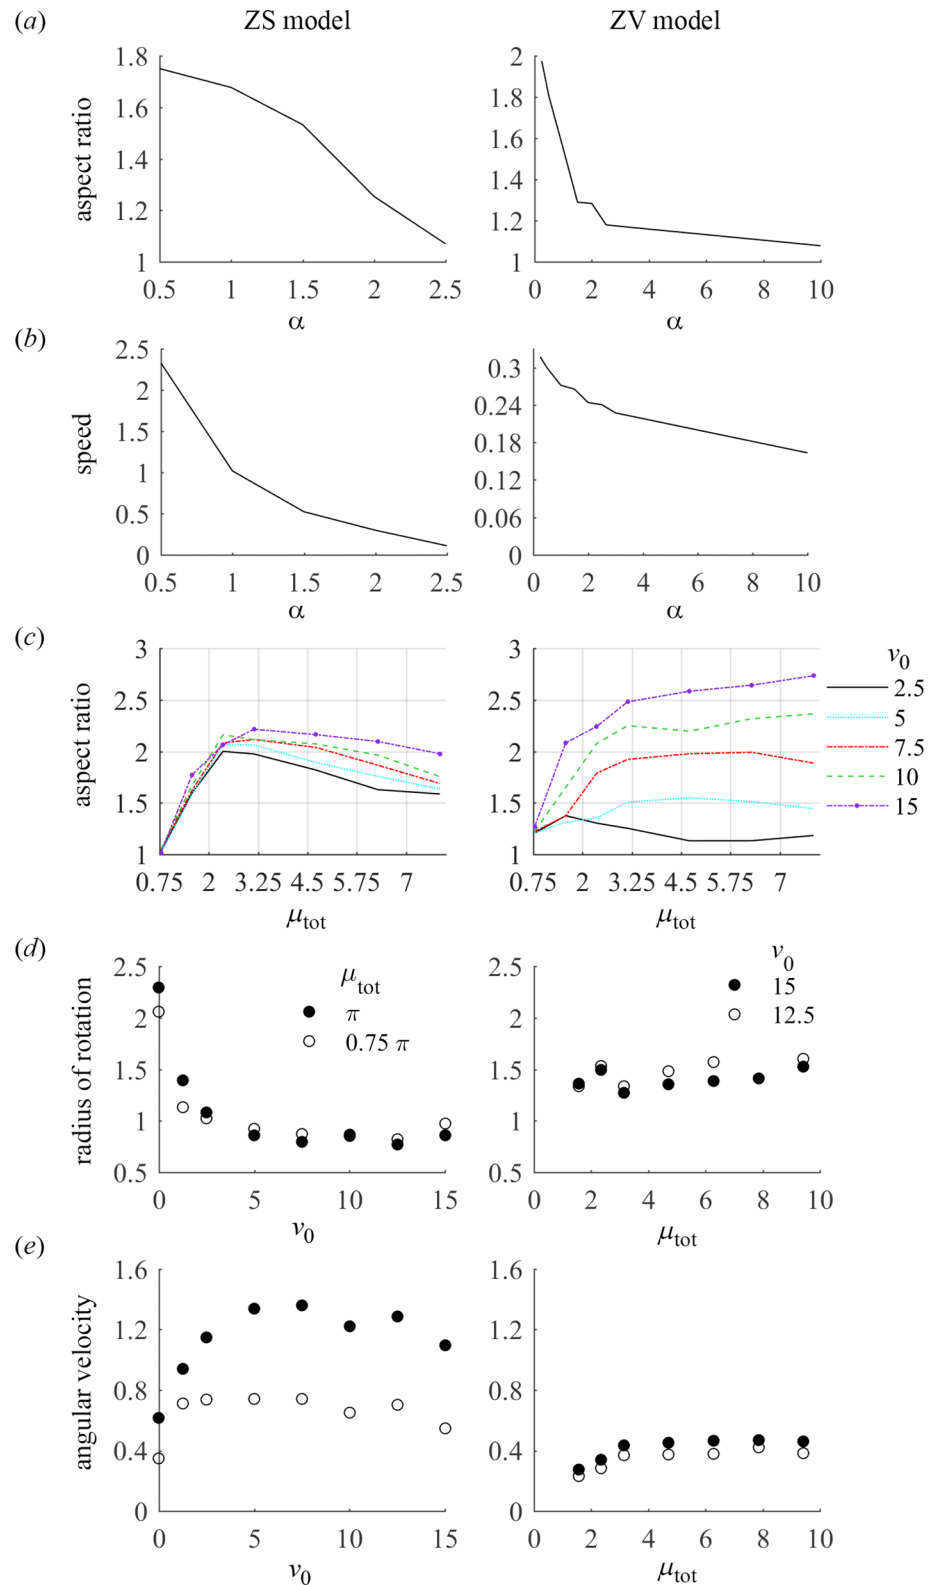 (a) ZS model ZV model
aspect ratio
1.8
1.6
1.4
1.2
1
0.5 1 1.5 2 2.5
α
2
1.8
1.6
1.4
1.2
1
0 2 4 6 8 10
α
(b)
speed
2.5
2
1.5
1
0.5
0
0.5 1 1.5 2 2.5
α
0.3
0.24
0.18
0.12
0.06
0
0 2 4 6 8 10
α
(c)
aspect ratio
3
2.5
2
1.5
1
0.75 2 3.25 4.5 5.75 7
μtot
3
2.5
2
1.5
1
0.75 2 3.25 4.5 5.75 7
μtot
v0
2.5
5
7.5
10
15
(d)
radius of rotation
2.5
2
1.5
1
0.5
0 5 10 15
v0
μtot
π
0.75 π
2.5
2
1.5
1
0.5
0 2 4 6 8 10
μtot
v0
15
12.5
(e)
angular velocity
1.6
1.2
0.8
0.4
0
0 5 10 15
v0
1.6
1.2
0.8
0.4
0
0 2 4 6 8 10
μtot